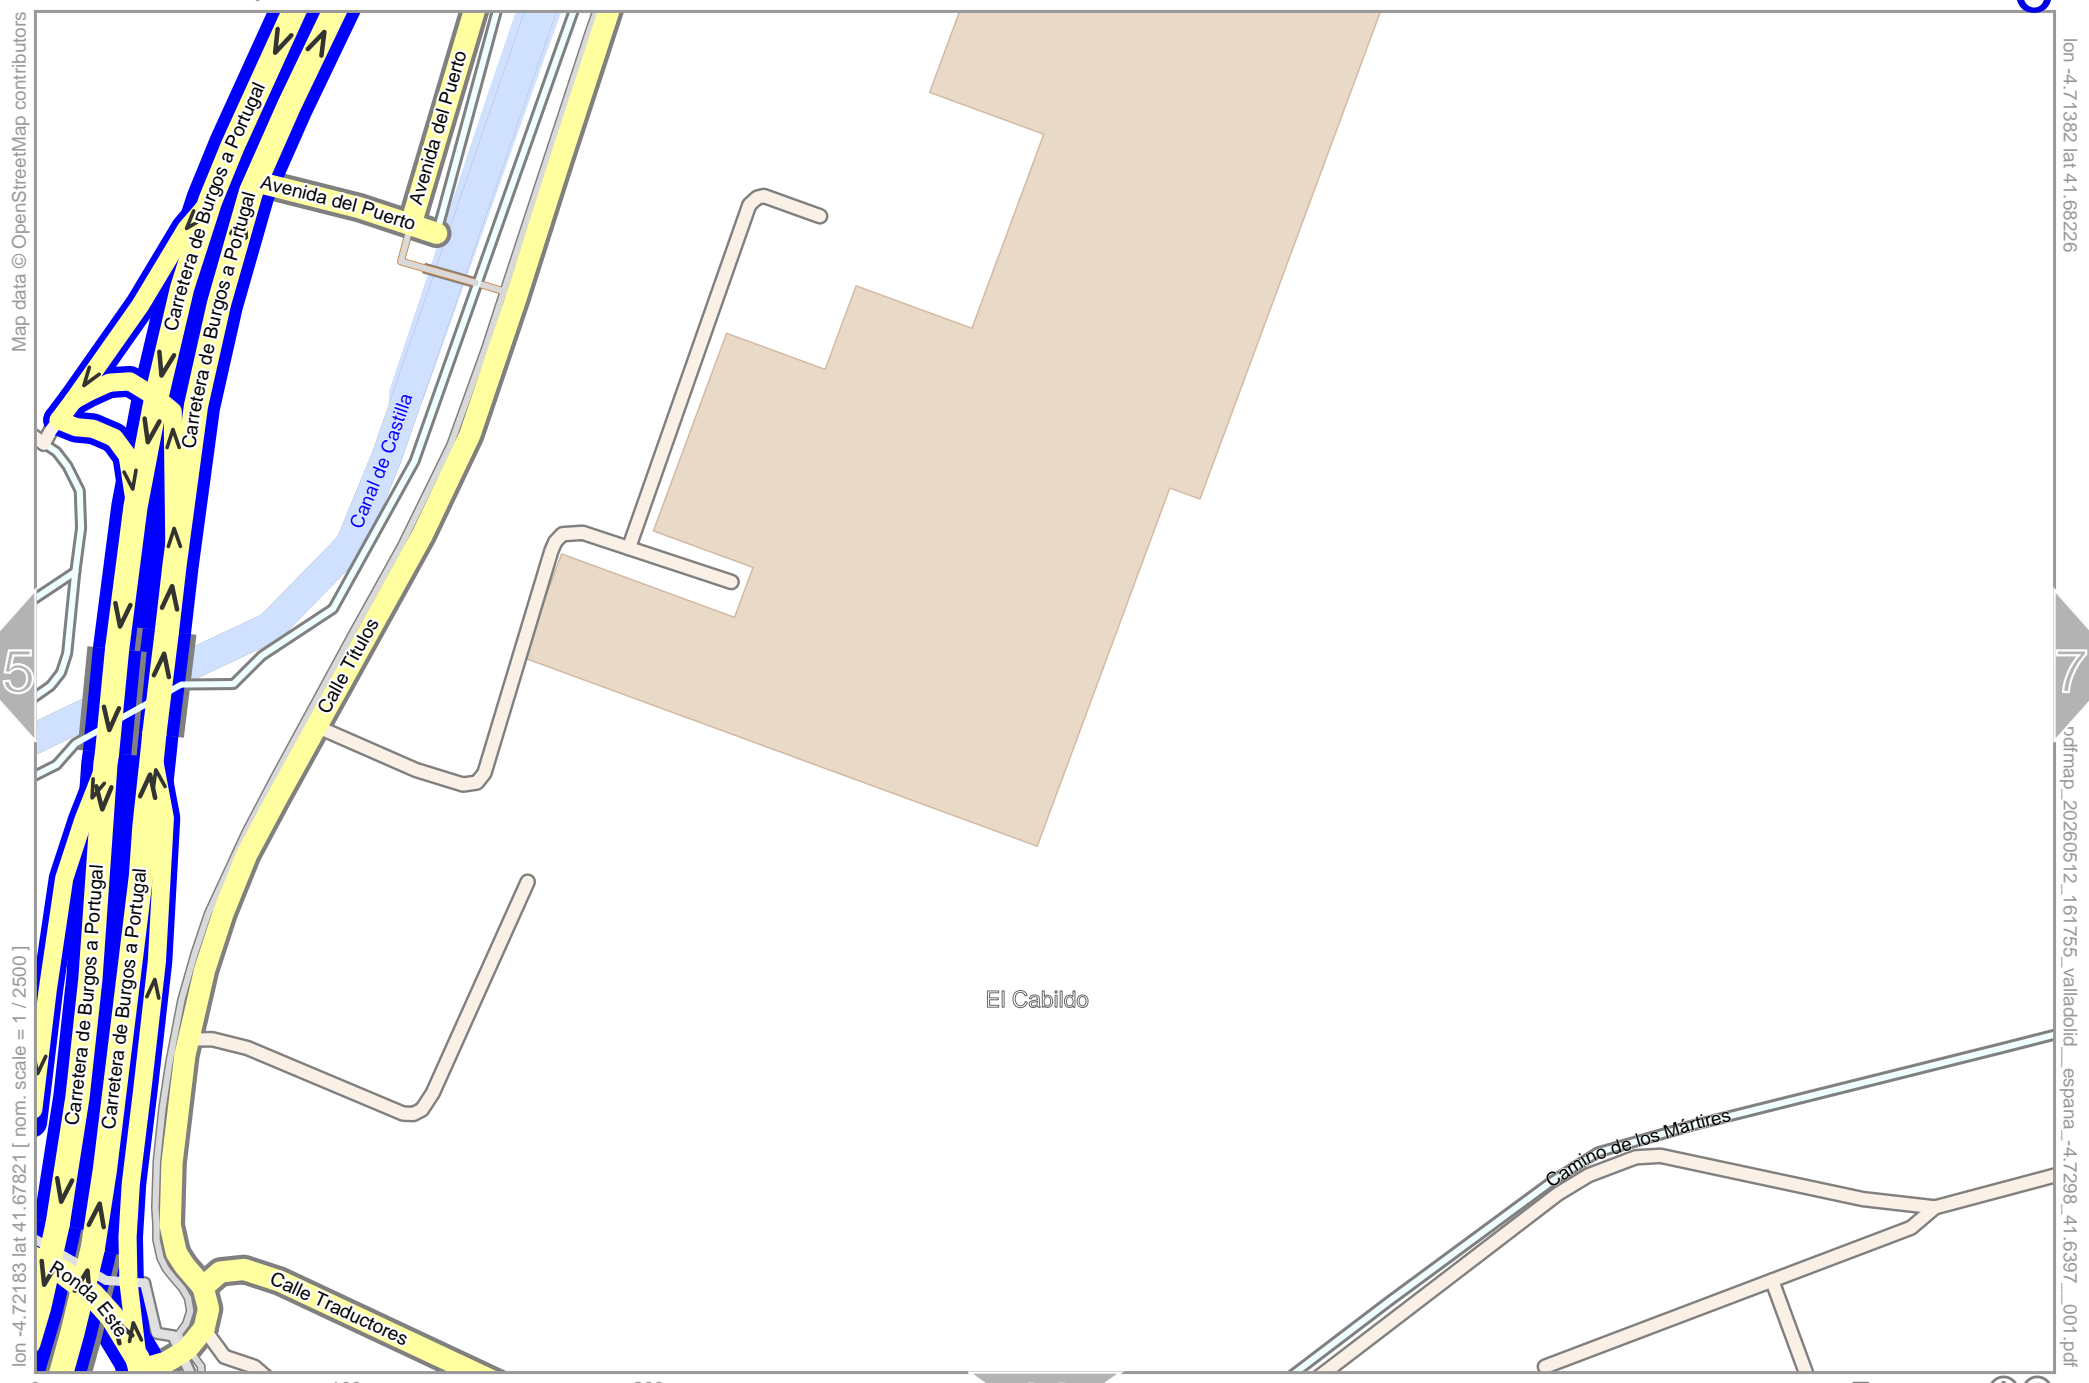 Map data © OpenStreetMap contributors
lon -4.71382 lat 41.68226
Carretera de Burgos a Portugal
Avenida del Puerto
Avenida del Puerto
Carretera de Burgos a Portugal
Canal de Castilla
Calle Títulos
5
7
Carretera de Burgos a Portugal
Carretera de Burgos a Portugal
El Cabildo
Camino de los Mártires
Ronda Este
Calle Traductores
lon -4.72183 lat 41.67821 [ nom. scale = 1 / 2500 ]
pdfmap_20260512_161755_valladolid__espana_-4.7298_41.6397__001.pdf